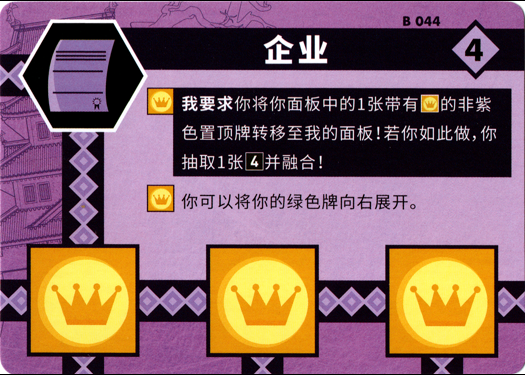 B 044
企业
4
我要求你将你面板中的1张带有的非紫
色置顶牌转移至我的面板！若你如此做，你
抽取1张4并融合！
你可以将你的绿色牌向右展开。